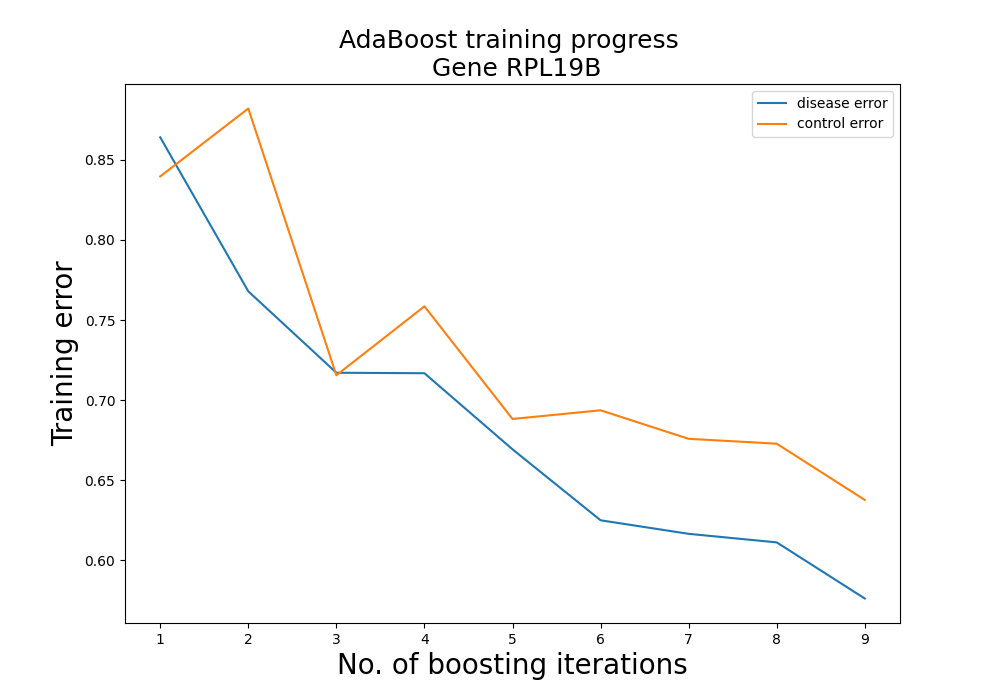 AdaBoost training progress
Gene RPL19B
disease error
control error
Training error
0.85
0.80
0.75
0.70
0.65
0.60
1 2 3 4 5 6 7 8 9
No. of boosting iterations